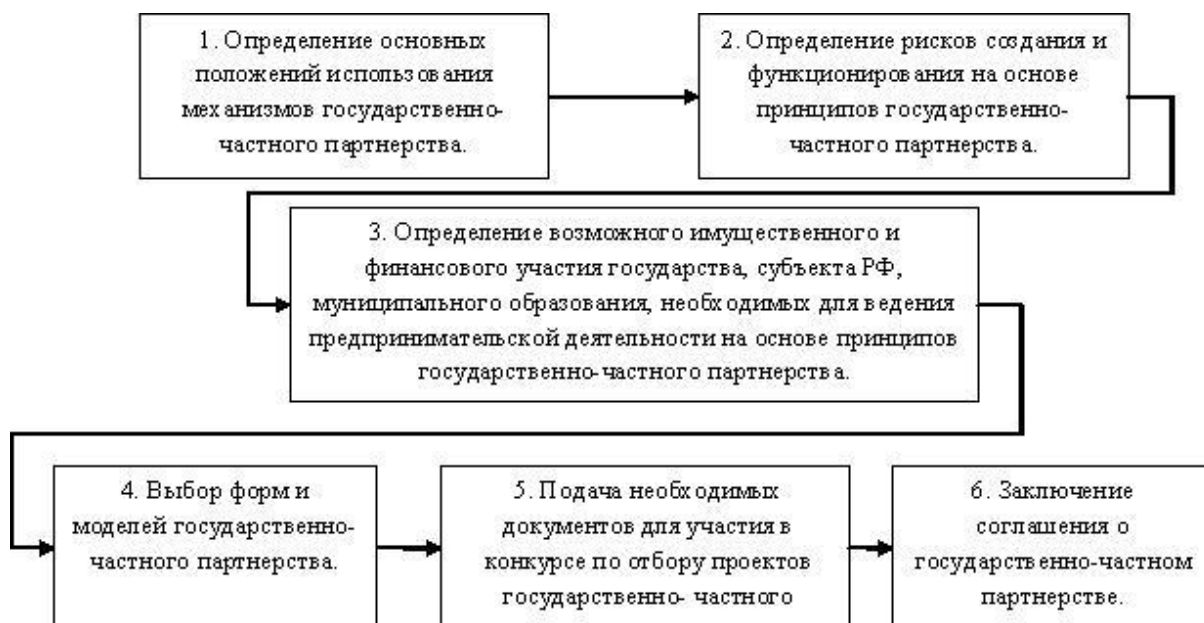 1. Определение основных
положений использования
механизмов государственно-
частного партнерства.
2. Определение рисков создания и
функционирования на основе
принципов государственно-
частного партнерства.
3. Определение возможного имущественного и
финансового участия государства, субъекта РФ,
муниципального образования, необходимых для ведения
предпринимательской деятельности на основе принципов
государственно-частного партнерства.
4. Выбор форм и
моделей государственно-
частного партнерства.
5. Подача необходимых
документов для участия в
конкурсе по отбору проектов
государственно- частного
6. Заключение
соглашения о
государственно-частном
партнерстве.